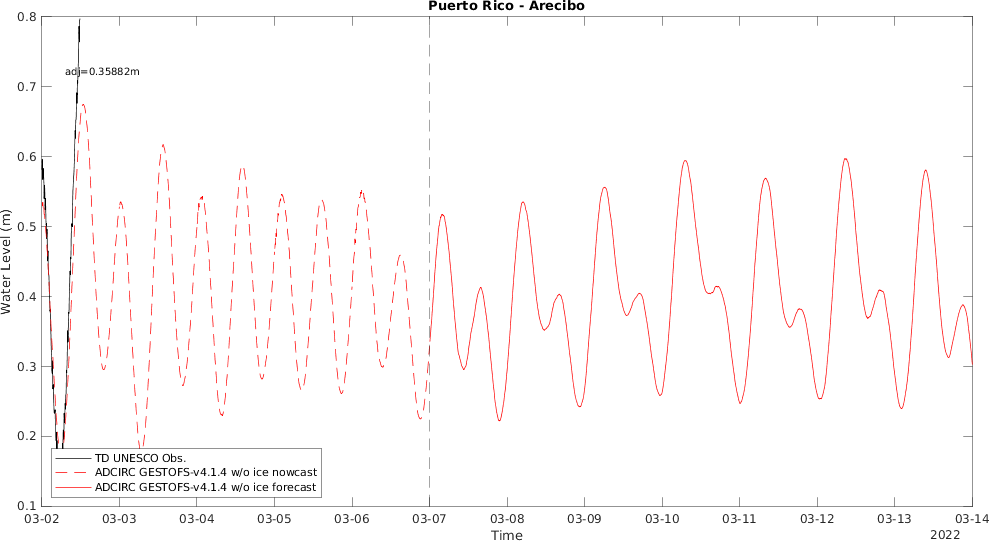 Puerto Rico - Arecibo
0.8
adj=0.35882m
0.7
0.6
0.5
Water Level (m)
0.4
0.3
0.2
TD UNESCO Obs.
ADCIRC GESTOFS-v4.1.4 w/o ice nowcast
ADCIRC GESTOFS-v4.1.4 w/o ice forecast
0.1
03-02 03-03 03-04 03-05 03-06 03-07 03-08 03-09 03-10 03-11 03-12 03-13 03-14
Time
2022